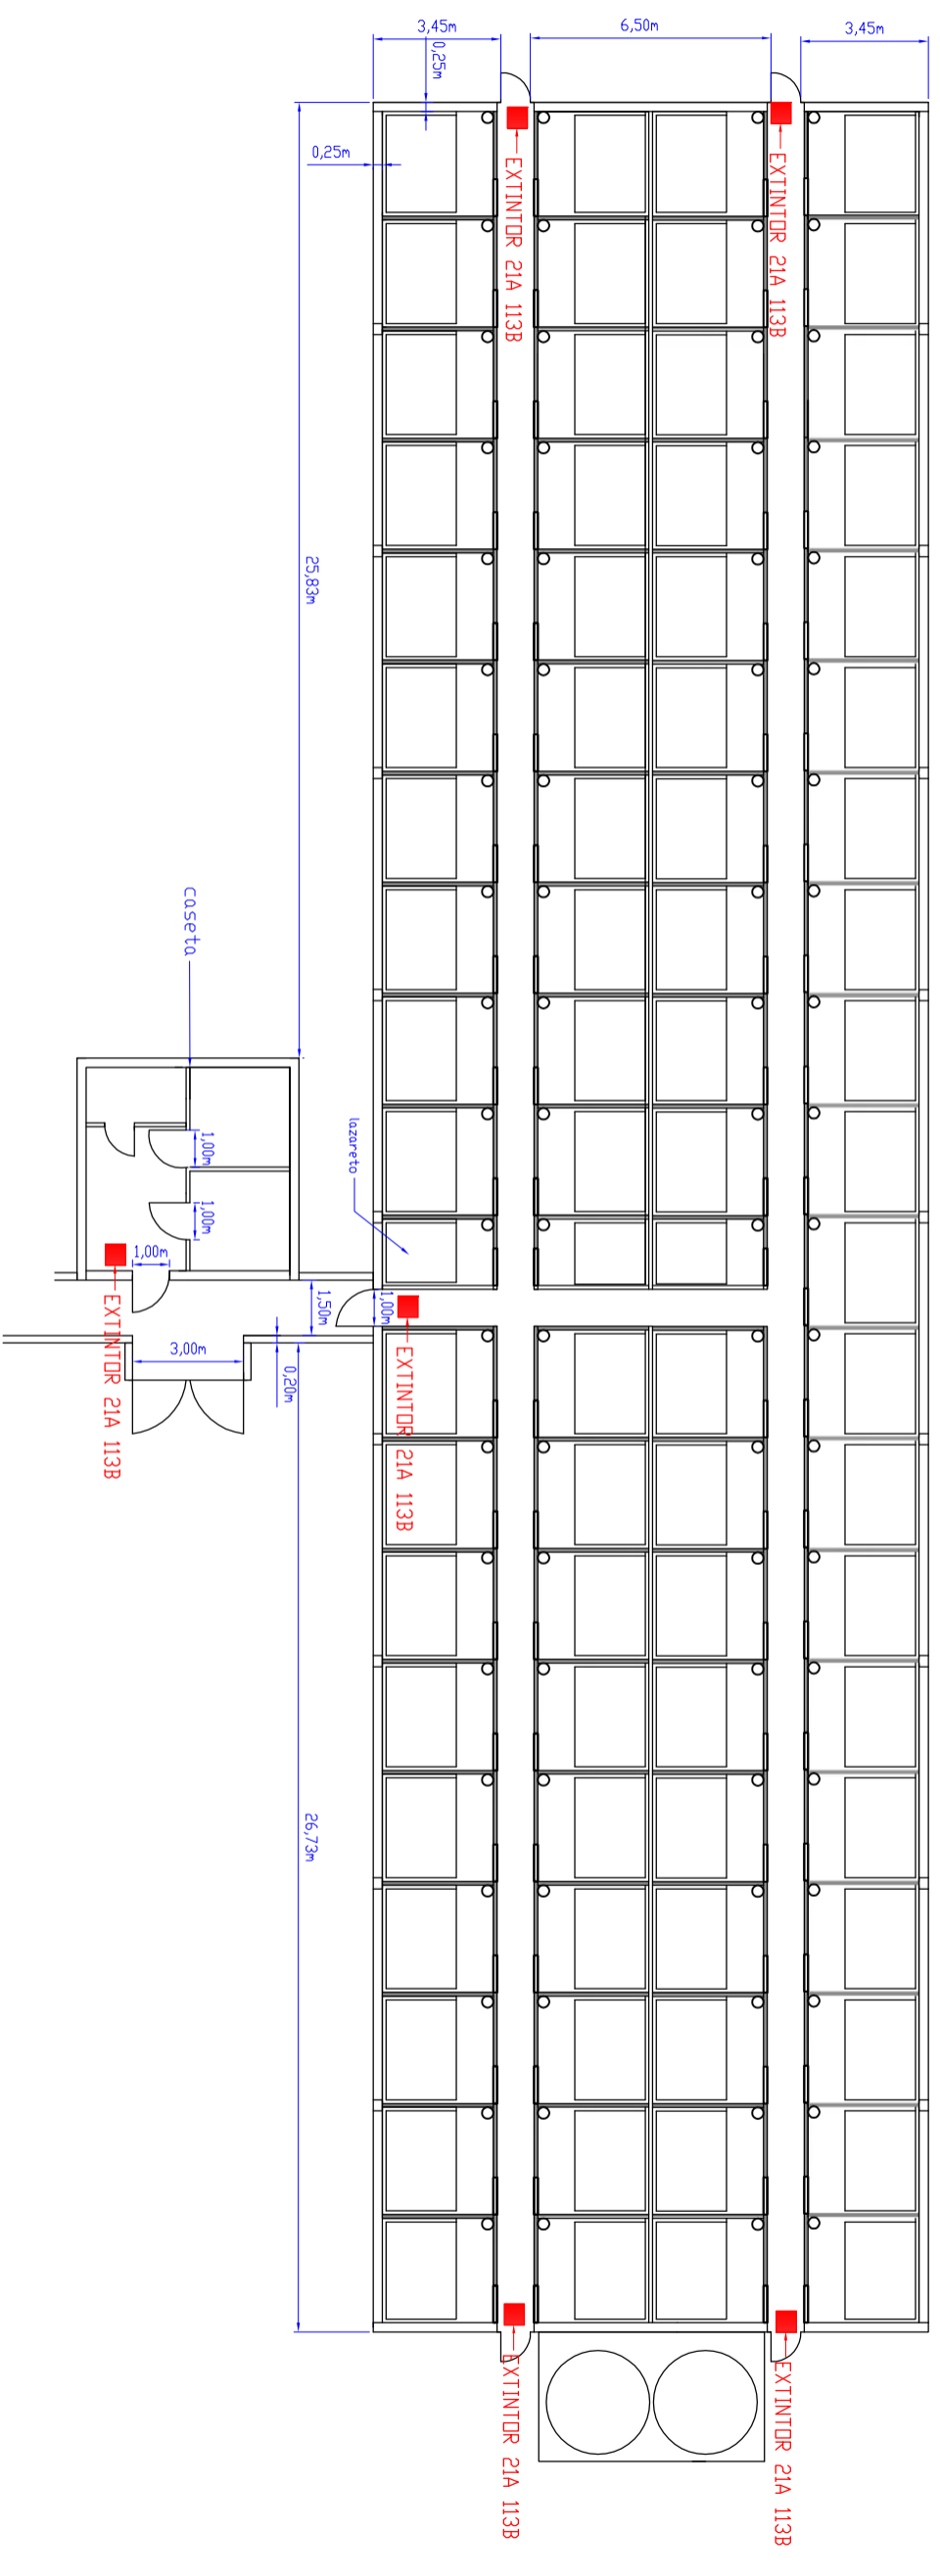 3,45m
6,50m
3,45m
0,25m
0,25m
EXTINTOR 21A 113B
EXTINTOR 21A 113B
25,83m
caseta
lazareto
1,00m
1,00m
1,00m
1,50m
1,00m
3,00m
0,20m
EXTINTOR 21A 113B
EXTINTOR 21A 113B
26,73m
EXTINTOR 21A 113B
EXTINTOR 21A 113B